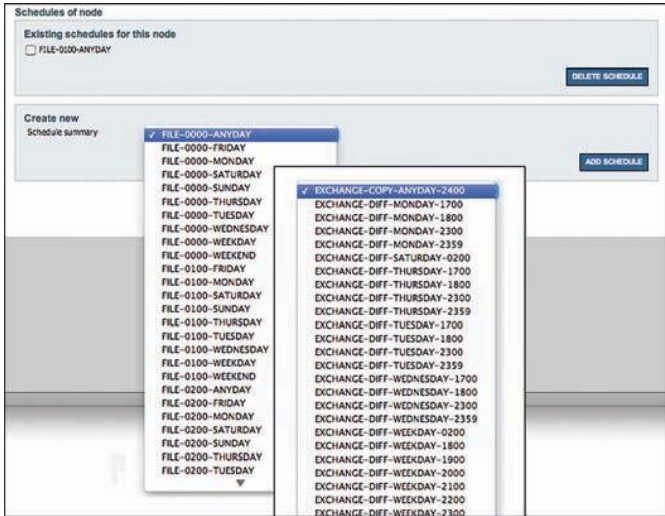 Schedules of node
Existing schedules for this node
FILE-0100-ANYDAY
DELETE SCHEDULE
Create new
Schedule summary
ADD SCHEDULE
✓ FILE-0000-ANYDAY
FILE-0000-FRIDAY
FILE-0000-MONDAY
FILE-0000-SATURDAY
FILE-0000-SUNDAY
FILE-0000-THURSDAY
FILE-0000-TUESDAY
FILE-0000-WEDNESDAY
FILE-0000-WEEKDAY
FILE-0000-WEEKEND
FILE-0100-FRIDAY
FILE-0100-MONDAY
FILE-0100-SATURDAY
FILE-0100-SUNDAY
FILE-0100-THURSDAY
FILE-0100-TUESDAY
FILE-0100-WEDNESDAY
FILE-0100-WEEKDAY
FILE-0100-WEEKEND
FILE-0200-ANYDAY
FILE-0200-FRIDAY
FILE-0200-MONDAY
FILE-0200-SATURDAY
FILE-0200-SUNDAY
FILE-0200-THURSDAY
FILE-0200-TUESDAY
✓ EXCHANGE-COPY-ANYDAY-2400
EXCHANGE-DIFF-MONDAY-1700
EXCHANGE-DIFF-MONDAY-1800
EXCHANGE-DIFF-MONDAY-2300
EXCHANGE-DIFF-MONDAY-2359
EXCHANGE-DIFF-SATURDAY-0200
EXCHANGE-DIFF-THURSDAY-1700
EXCHANGE-DIFF-THURSDAY-1800
EXCHANGE-DIFF-THURSDAY-2300
EXCHANGE-DIFF-THURSDAY-2359
EXCHANGE-DIFF-TUESDAY-1700
EXCHANGE-DIFF-TUESDAY-1800
EXCHANGE-DIFF-TUESDAY-2300
EXCHANGE-DIFF-TUESDAY-2359
EXCHANGE-DIFF-WEDNESDAY-1700
EXCHANGE-DIFF-WEDNESDAY-1800
EXCHANGE-DIFF-WEDNESDAY-2300
EXCHANGE-DIFF-WEDNESDAY-2359
EXCHANGE-DIFF-WEEKDAY-0200
EXCHANGE-DIFF-WEEKDAY-1800
EXCHANGE-DIFF-WEEKDAY-1900
EXCHANGE-DIFF-WEEKDAY-2000
EXCHANGE-DIFF-WEEKDAY-2100
EXCHANGE-DIFF-WEEKDAY-2200
EXCHANGE-DIFF-WEEKDAY-2300